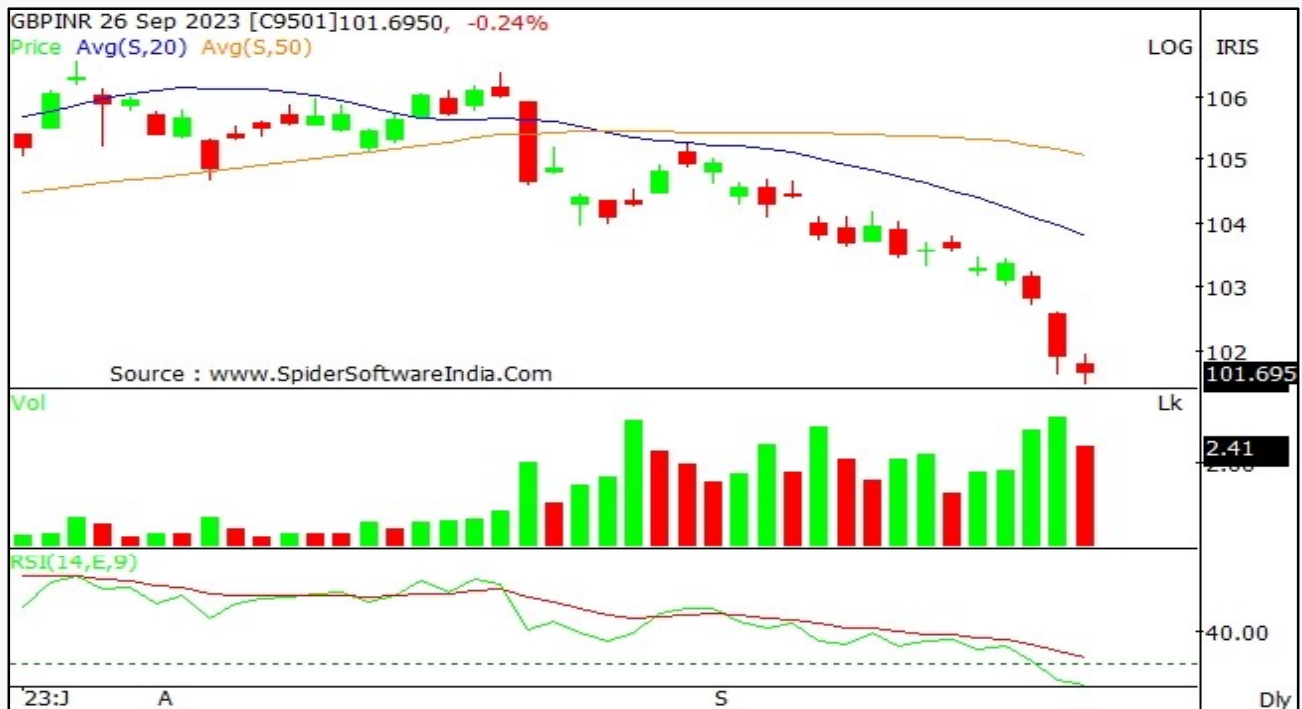 GBPINR 26 Sep 2023 [C9501]101.6950, -0.24%
Price Avg(S,20) Avg(S,50)
LOG
IRIS
106
105
104
103
102
101.695
Source : www.SpiderSoftwareIndia.Com
Vol
Lk
2.41
2.00
RSI(14,E,9)
40.00
23:J A S
Dly